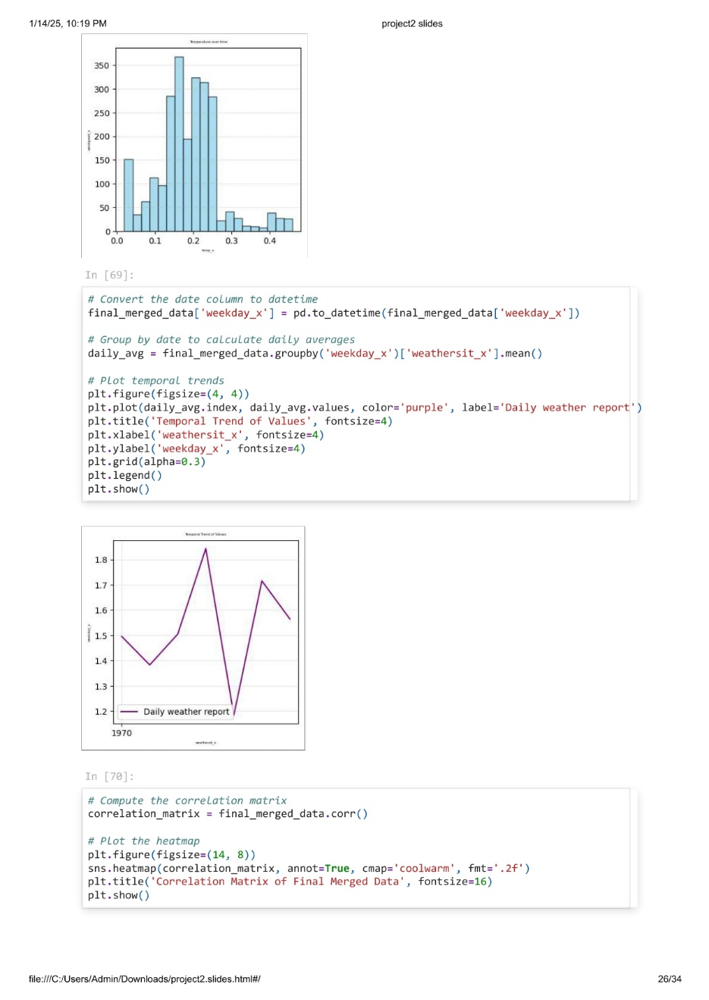 1/14/25, 10:19 PM
project2 slides
Temperature over time
350
300
250
200
150
100
50
0
0.0 0.1 0.2 0.3 0.4
temp_x
In [69]:
# Convert the date column to datetime
final_merged_data['weekday_x'] = pd.to_datetime(final_merged_data['weekday_x'])
# Group by date to calculate daily averages
daily_avg = final_merged_data.groupby('weekday_x')['weathersit_x'].mean()
# Plot temporal trends
plt.figure(figsize=(4, 4))
plt.plot(daily_avg.index, daily_avg.values, color='purple', label='Daily weather report')
plt.title('Temporal Trend of Values', fontsize=4)
plt.xlabel('weathersit_x', fontsize=4)
plt.ylabel('weekday_x', fontsize=4)
plt.grid(alpha=0.3)
plt.legend()
plt.show()
Temporal Trend of Values
1.8
1.7
1.6
1.5
weekday_x
1.4
1.3
1.2
Daily weather report
1970
weathersit_x
In [70]:
# Compute the correlation matrix
correlation_matrix = final_merged_data.corr()
# Plot the heatmap
plt.figure(figsize=(14, 8))
sns.heatmap(correlation_matrix, annot=True, cmap='coolwarm', fmt='.2f')
plt.title('Correlation Matrix of Final Merged Data', fontsize=16)
plt.show()
file:///C:/Users/Admin/Downloads/project2.slides.html#/
26/34